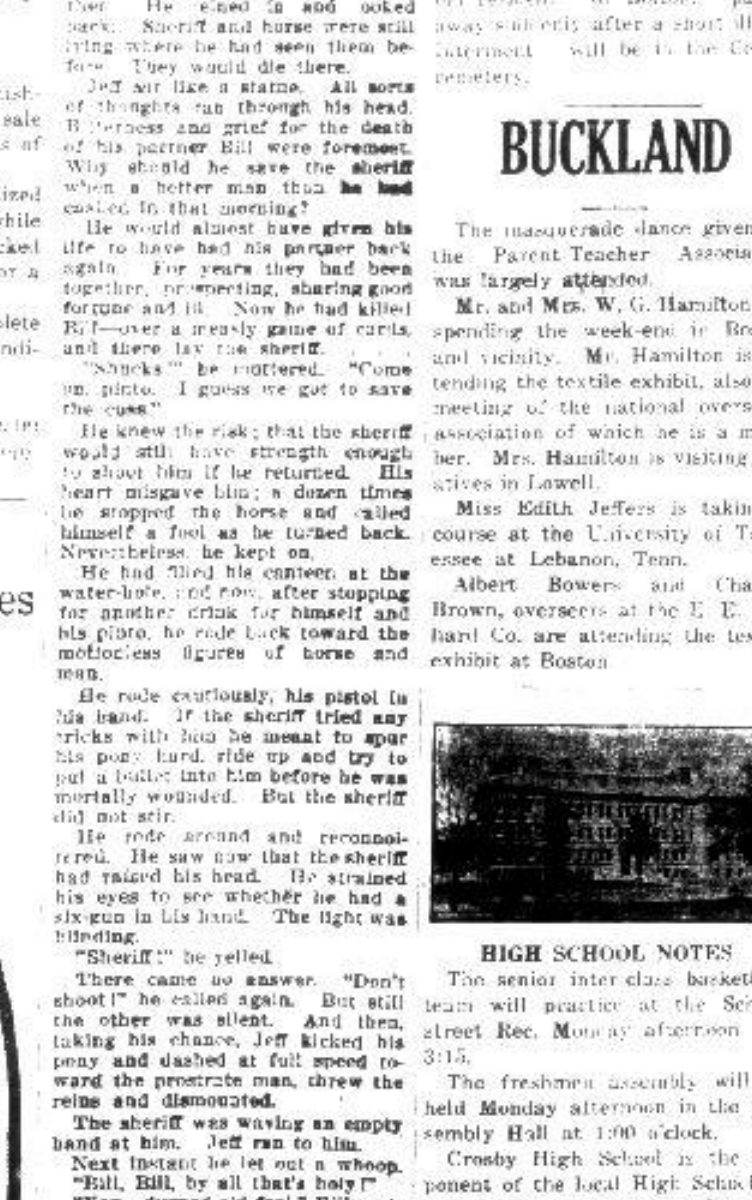 ish-
sale
s of
ized
while
cked
or a
plete
ndi-
es
He reined in and looked
back. Sheriff and horse were still
lying where he had seen them be-
fore. They would die there.
Jeff sat like a statue. All sorts
of thoughts ran through his head.
Bitterness and grief for the death
of his partner Bill were foremost.
Why should he save the sheriff
when a better man than he had
cashed in that morning?
He would almost have given his
life to have had his partner back
again. For years they had been
together, prospecting, sharing good
fortune and ill. Now he had killed
Bill—over a measly game of cards,
and there lay the sheriff.
"Shucks!" he muttered. "Come
on, pinto. I guess we got to save
the cuss."
He knew the risk; that the sheriff
would still have strength enough
to shoot him if he returned. His
heart misgave him; a dozen times
he stopped the horse and called
himself a fool as he turned back.
Nevertheless, he kept on.
He had filled his canteen at the
water-hole, and now, after stopping
for another drink for himself and
his pinto, he rode back toward the
motionless figures of horse and
man.
He rode cautiously, his pistol in
his hand. If the sheriff tried any
tricks with him he meant to spur
his pony hard, ride up and try to
put a bullet into him before he was
mortally wounded. But the sheriff
did not stir.
He rode around and reconnoi-
tered. He saw now that the sheriff
had raised his head. He strained
his eyes to see whether he had a
six-gun in his hand. The light was
blinding.
"Sheriff!" he yelled.
There came no answer. "Don't
shoot!" he called again. But still
the other was silent. And then,
taking his chance, Jeff kicked his
pony and dashed at full speed to-
ward the prostrate man, threw the
reins and dismounted.
The sheriff was waving an empty
hand at him. Jeff ran to him.
Next instant he let out a whoop.
"Bill, Bill, by all that's holy!"
away suddenly after a short
interment will be in the
cemetery.
BUCKLAND
The masquerade dance given
the Parent Teacher Associa
was largely attended.
Mr. and Mrs. W. G. Hamilton
spending the week-end in
and vicinity. Mr. Hamilton is
tending the textile exhibit, also
meeting of the national overs
association of which he is a m
ber. Mrs. Hamilton is visiting
atives in Lowell.
Miss Edith Jeffers is takin
course at the University of T
essee at Lebanon, Tenn.
Albert Bowers and Cha
Brown, overseers at the E. E.
hard Co. are attending the tex
exhibit at Boston.
HIGH SCHOOL NOTES
The senior inter-class basket
team will practice at the Sch
street Rec. Monday afternoon
3:15.
The freshmen assembly will
held Monday afternoon in the
sembly Hall at 1:00 o'clock.
Crosby High School is the
ponent of the local High School